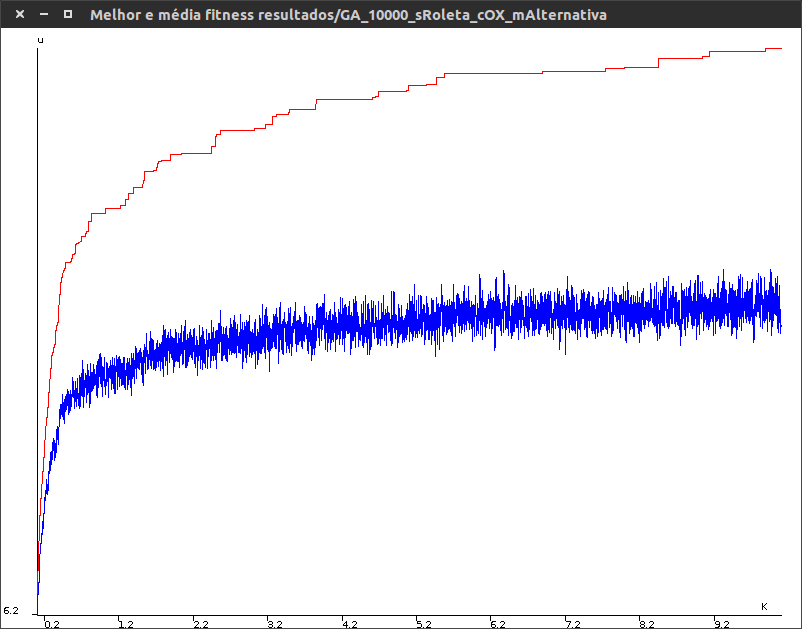 Melhor e média fitness resultados/GA_10000_sRoleta_cOX_mAlternativa
u
6.2
K
0.2 1.2 2.2 3.2 4.2 5.2 6.2 7.2 8.2 9.2